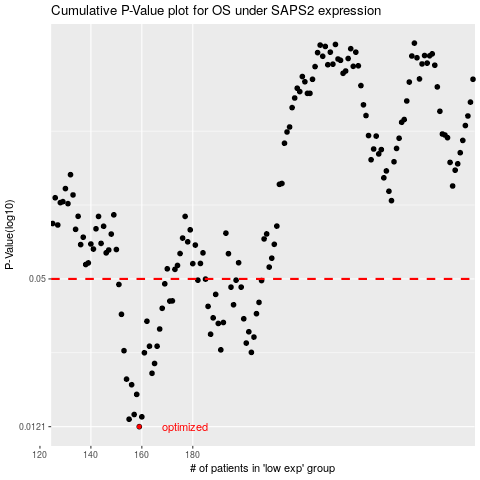 Cumulative P-Value plot for OS under SAPS2 expression
P-Value(log10)
0.05
0.0121
optimized
120 140 160 180
# of patients in 'low exp' group